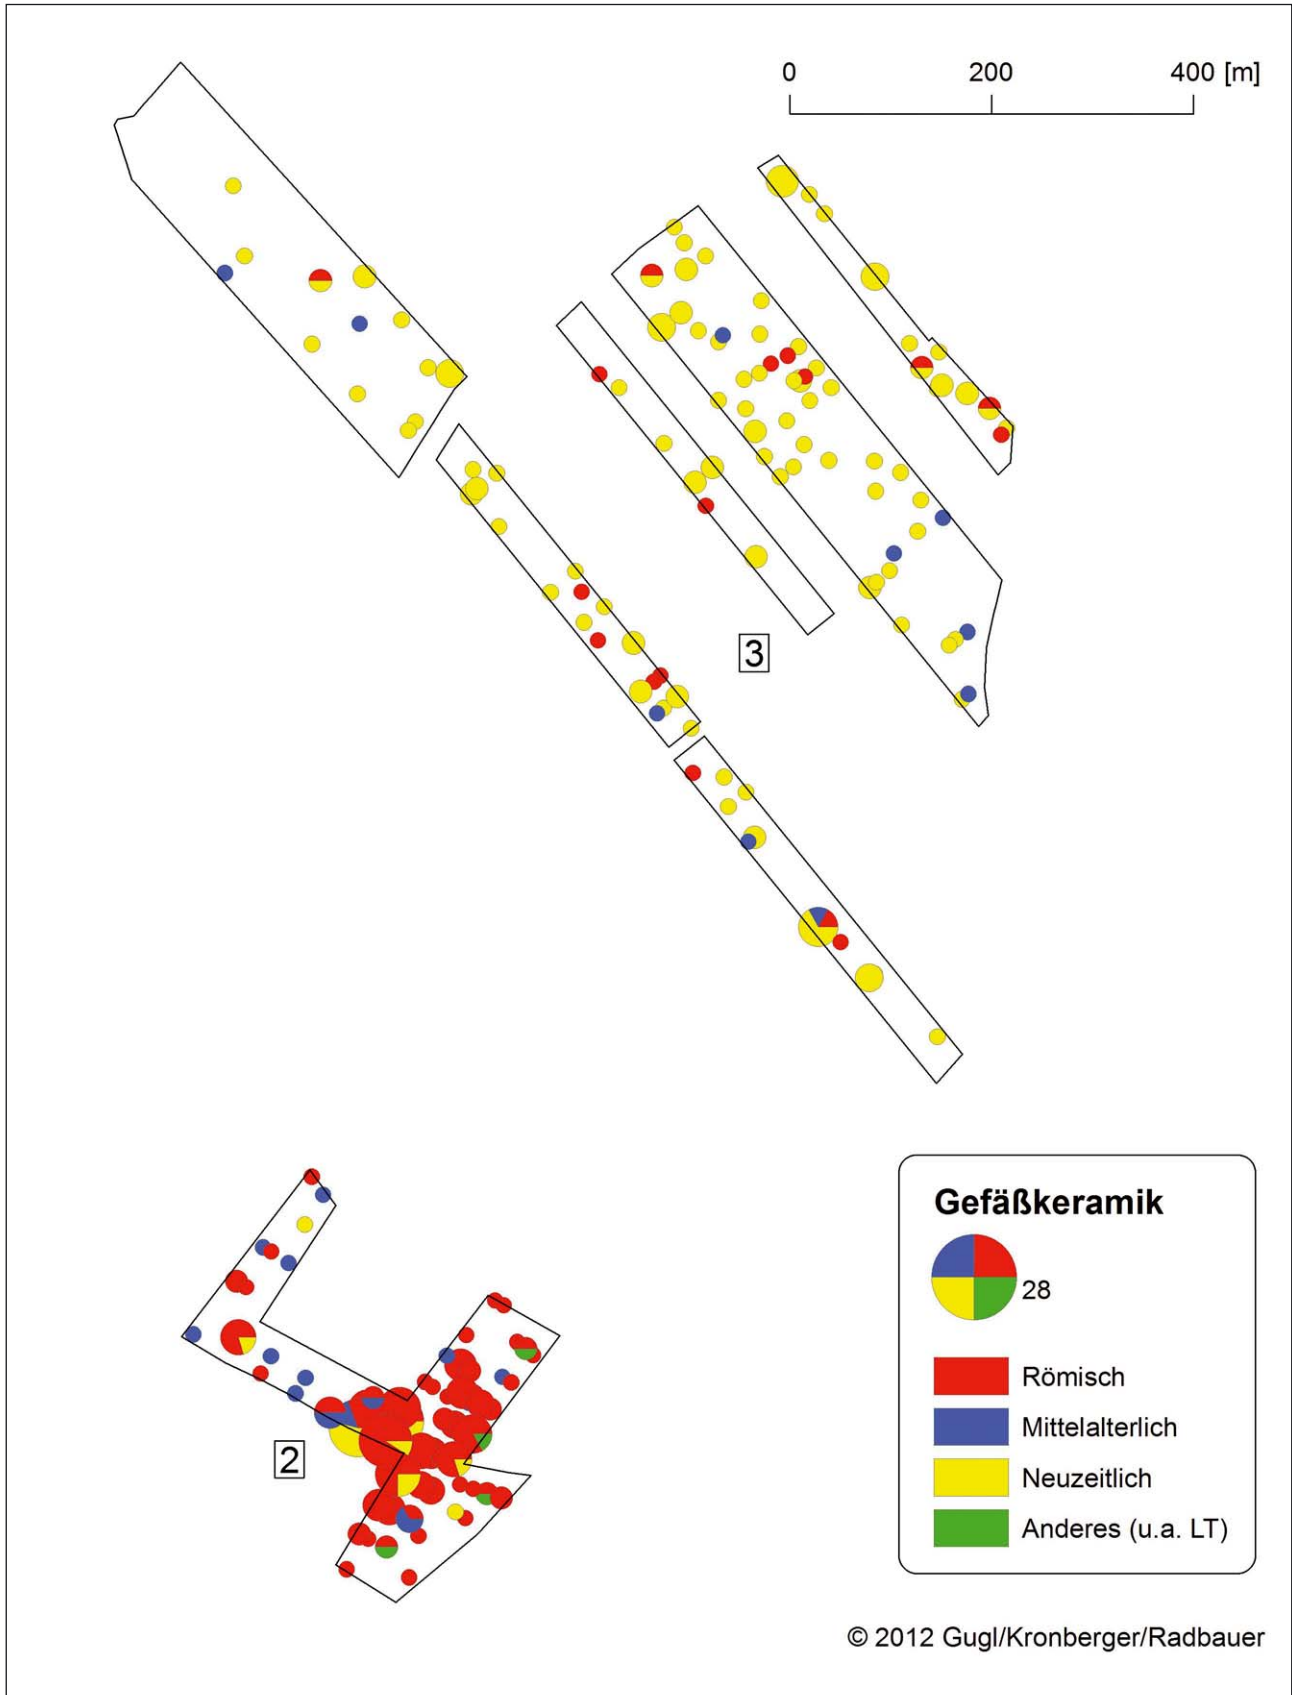 0 200 400 [m]
3
2
Gefäßkeramik
28
Römisch
Mittelalterlich
Neuzeitlich
Anderes (u.a. LT)
© 2012 Gugl/Kronberger/Radbauer